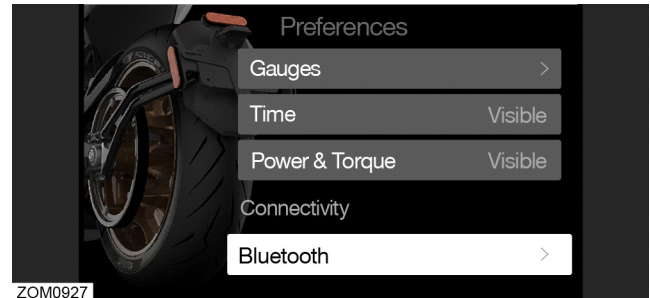 Preferences
Gauges >
Time Visible
Power & Torque Visible
Connectivity
Bluetooth >
ZOM0927